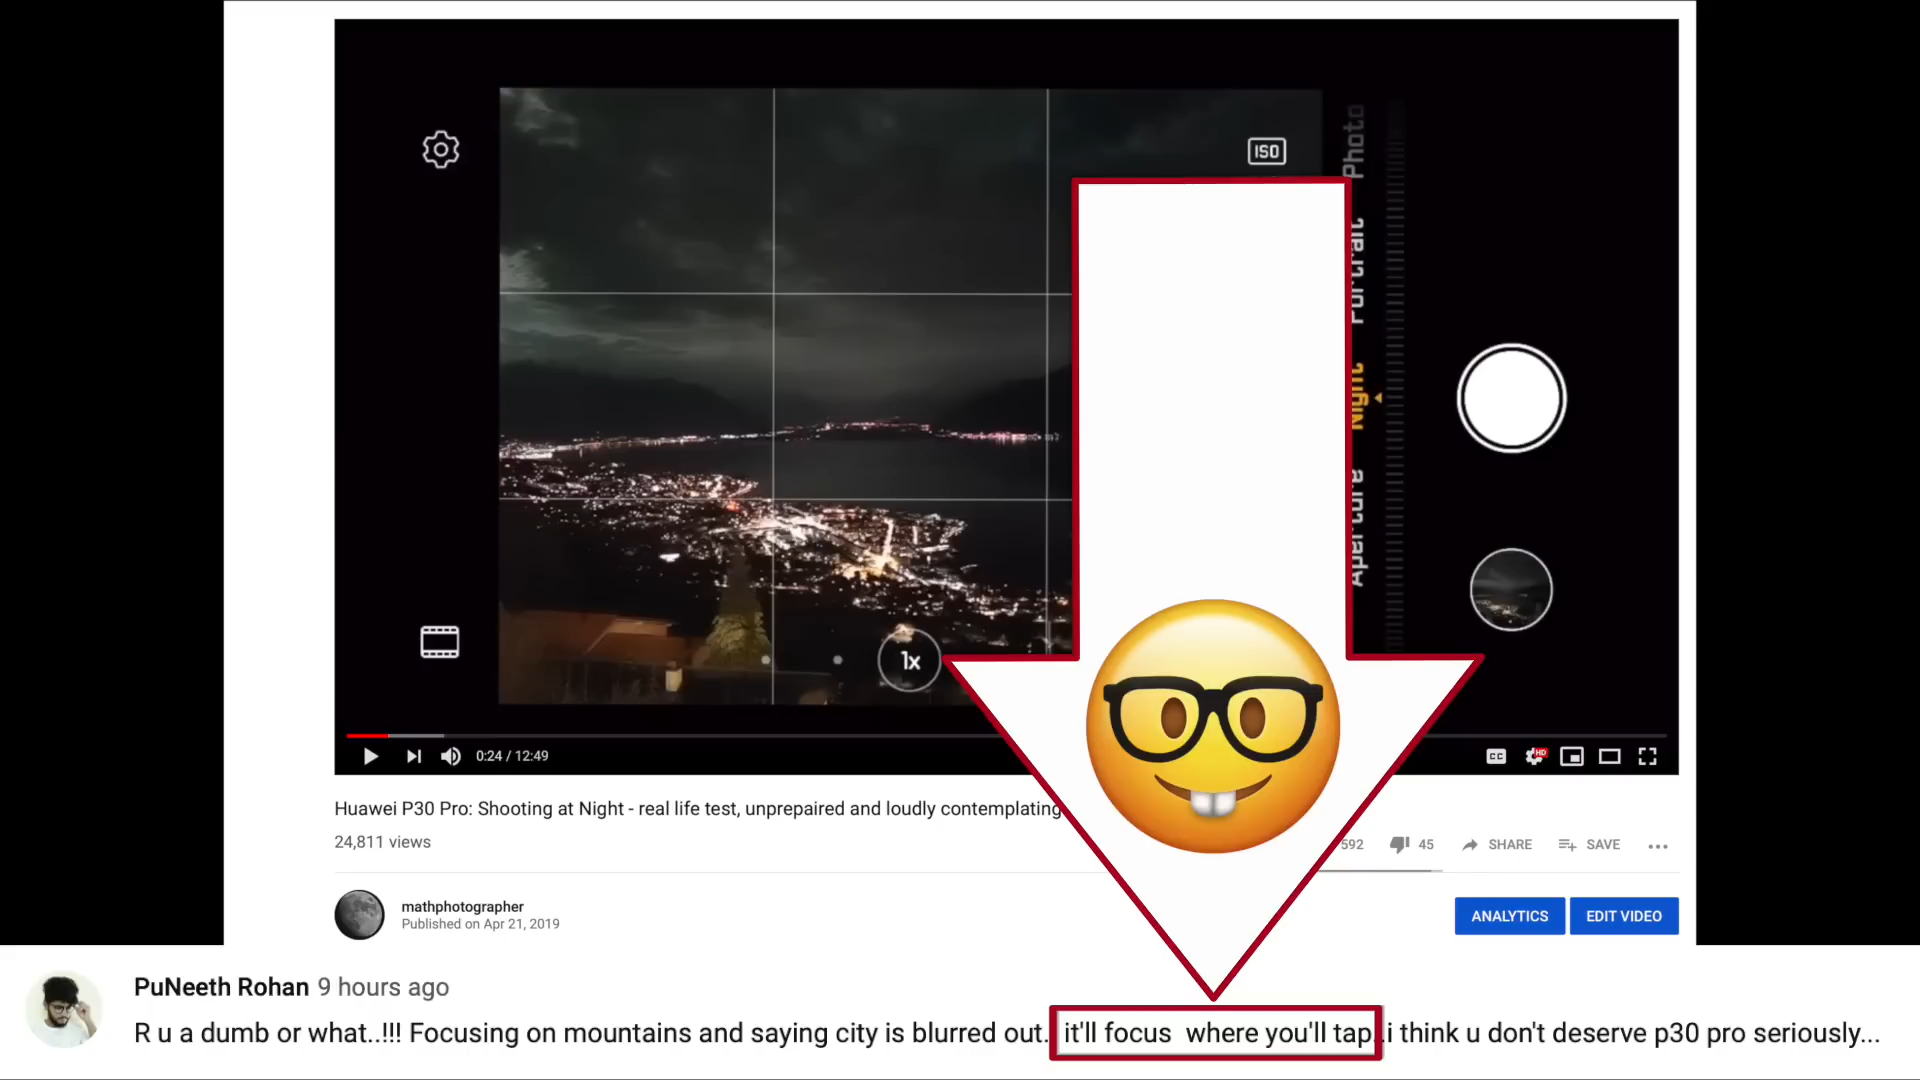 ISO
Photo
Portrait
Night
Aperture
1x
0:24 / 12:49
CC
HD
Huawei P30 Pro: Shooting at Night - real life test, unprepaired and loudly contemplating
24,811 views
592
45
SHARE
SAVE
mathphotographer
Published on Apr 21, 2019
ANALYTICS
EDIT VIDEO
PuNeeth Rohan 9 hours ago
R u a dumb or what..!!! Focusing on mountains and saying city is blurred out. it'll focus where you'll tap..i think u don't deserve p30 pro seriously...